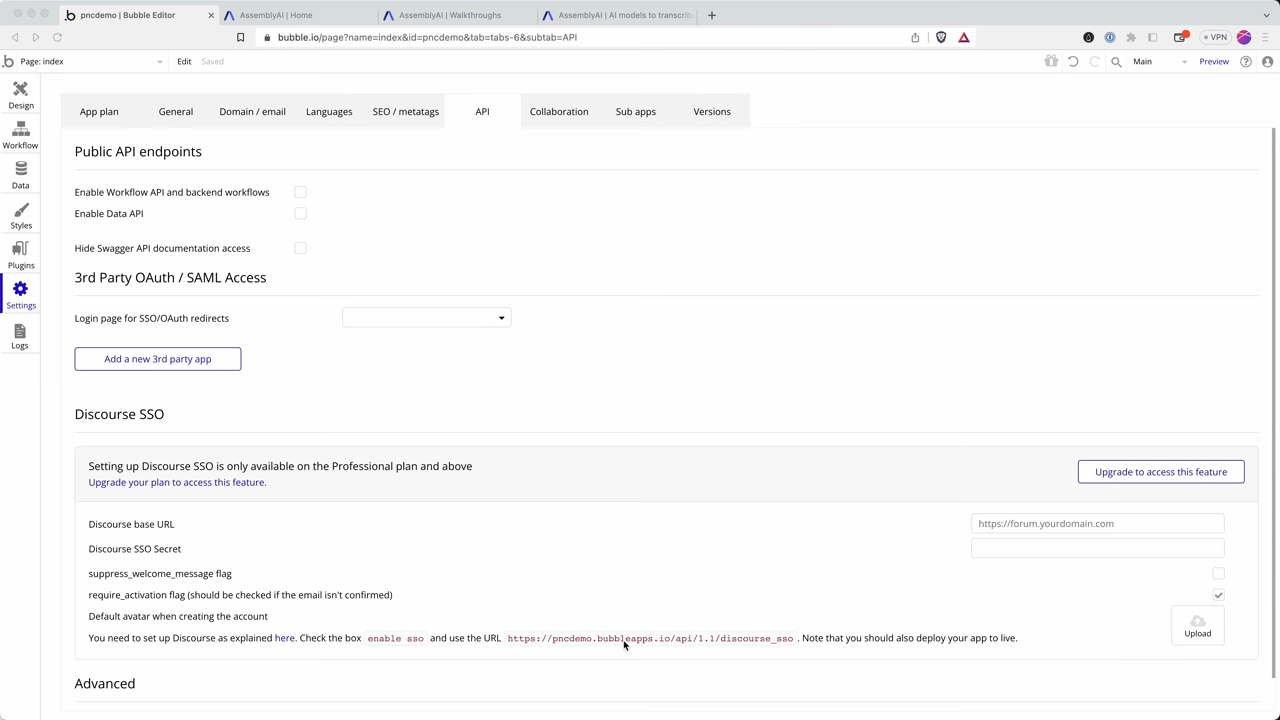 pncdemo | Bubble Editor
AssemblyAI | Home
AssemblyAI | Walkthroughs
AssemblyAI | AI models to transcrib
bubble.io/page?name=index&id=pncdemo&tab=tabs-6&subtab=API
VPN
Page: index
Edit
Saved
Main
Preview
Design
Workflow
Data
Styles
Plugins
Settings
Logs
App plan
General
Domain / email
Languages
SEO / metatags
API
Collaboration
Sub apps
Versions
Public API endpoints
Enable Workflow API and backend workflows
Enable Data API
Hide Swagger API documentation access
3rd Party OAuth / SAML Access
Login page for SSO/OAuth redirects
Add a new 3rd party app
Discourse SSO
Setting up Discourse SSO is only available on the Professional plan and above
Upgrade your plan to access this feature.
Upgrade to access this feature
Discourse base URL
https://forum.yourdomain.com
Discourse SSO Secret
suppress_welcome_message flag
require_activation flag (should be checked if the email isn't confirmed)
Default avatar when creating the account
Upload
You need to set up Discourse as explained here. Check the box enable sso and use the URL https://pncdemo.bubbleapps.io/api/1.1/discourse_sso . Note that you should also deploy your app to live.
Advanced